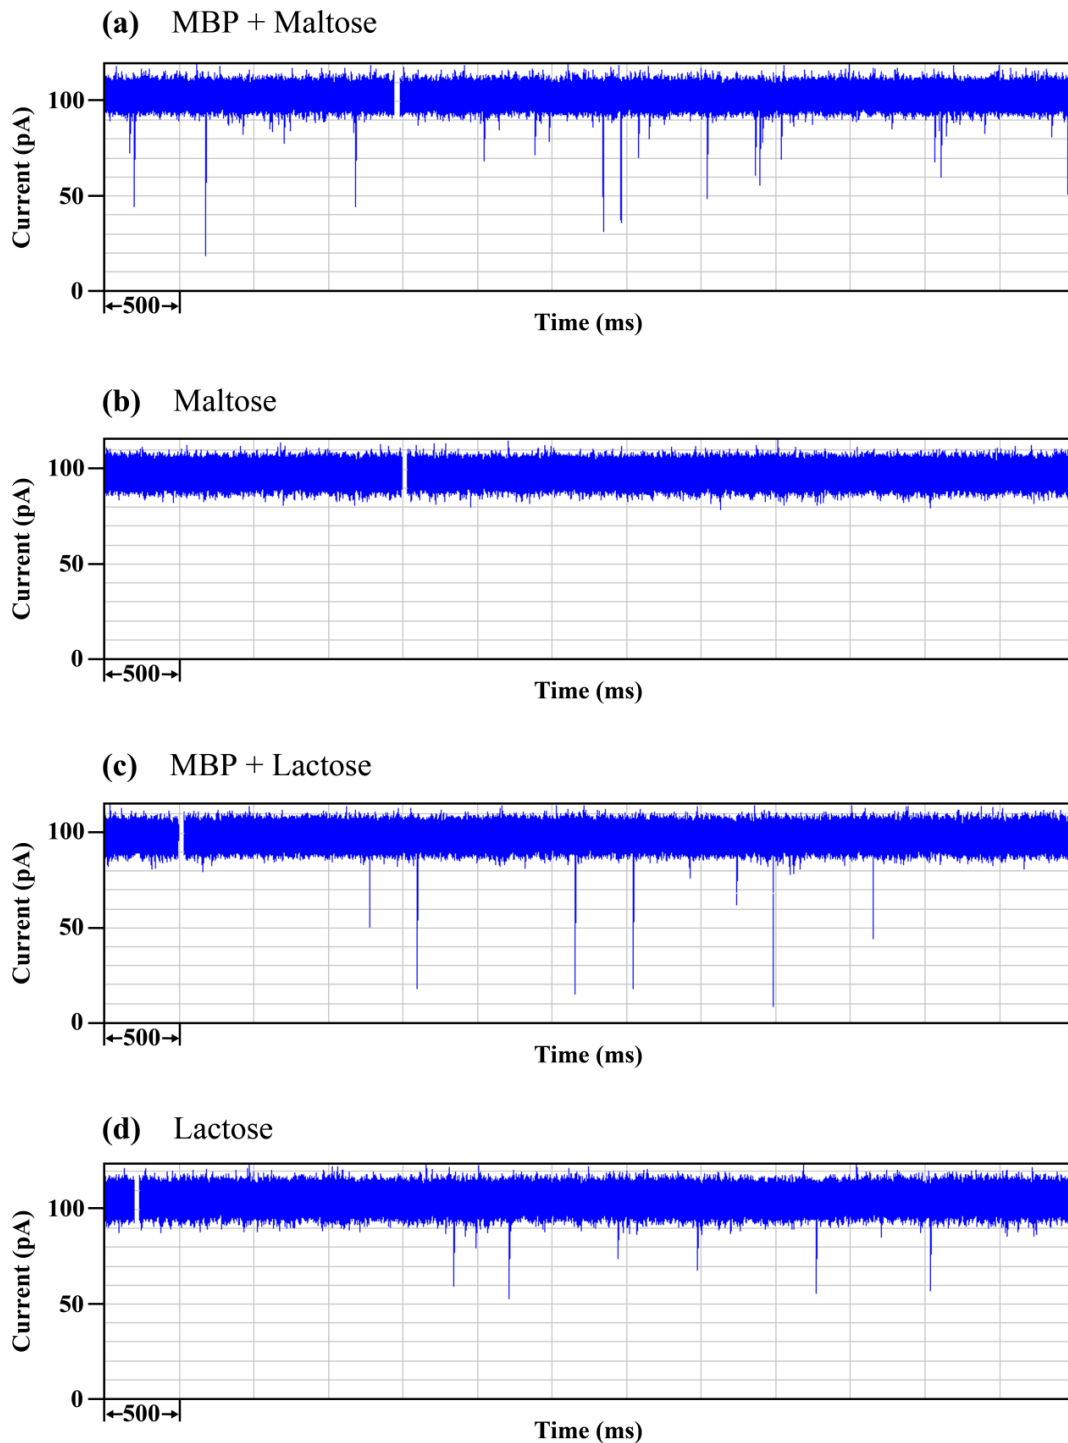 (a) MBP + Maltose
Current (pA)
100
50
0
500
Time (ms)
(b) Maltose
Current (pA)
100
50
0
500
Time (ms)
(c) MBP + Lactose
Current (pA)
100
50
0
500
Time (ms)
(d) Lactose
Current (pA)
100
50
0
500
Time (ms)